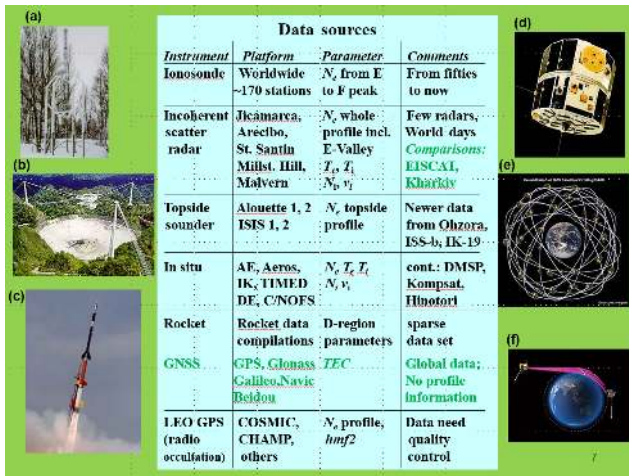 Data sources
Instrument Platform Parameter Comments
Ionosonde Worldwide Ne from E From fifties
~170 stations to F peak to now
Incoherent Jicamarca, Ne whole Few radars,
scatter Arecibo, profile incl. World days
radar St. Santin E-Valley Comparisons:
Millst. Hill, Te, Ti EISCAT,
Malvern Ni, vi Kharkiv
Topside Alouette 1, 2 Ne topside Newer data
sounder ISIS 1, 2 profile from Ohzora,
ISS-b, IK-19
In situ AE, Aeros, Ne Te Ti cont.: DMSP,
IK, TIMED Ni vi Kompsat,
DE, C/NOFS Hinotori
Rocket Rocket data D-region sparse
compilations parameters data set
GNSS GPS, Glonass TEC Global data;
Galileo,Navic No profile
Beidou information
LEO GPS COSMIC, Ne profile, Data need
(radio CHAMP, hmf2 quality
occultation) others control
(a)
(b)
(c)
(d)
(e)
(f)
7